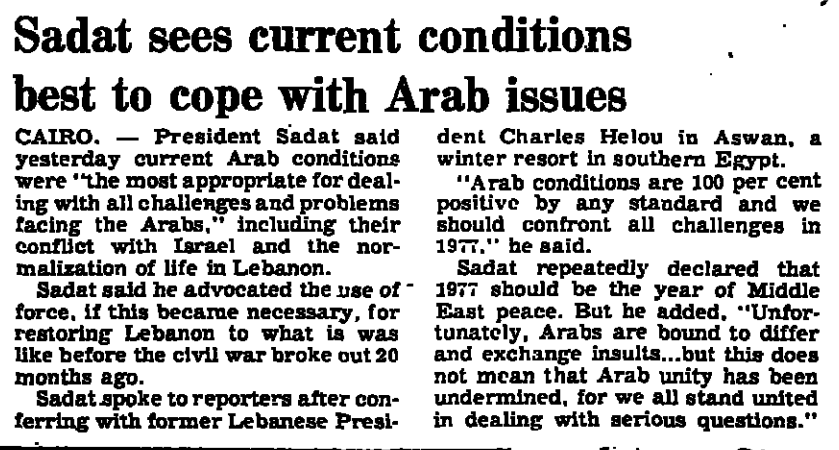 Sadat sees current conditions
best to cope with Arab issues
CAIRO. — President Sadat said
yesterday current Arab conditions
were "the most appropriate for deal-
ing with all challenges and problems
facing the Arabs," including their
conflict with Israel and the nor-
malization of life in Lebanon.
Sadat said he advocated the use of
force, if this became necessary, for
restoring Lebanon to what is was
like before the civil war broke out 20
months ago.
Sadat spoke to reporters after con-
ferring with former Lebanese Presi-
dent Charles Helou in Aswan, a
winter resort in southern Egypt.
"Arab conditions are 100 per cent
positive by any standard and we
should confront all challenges in
1977," he said.
Sadat repeatedly declared that
1977 should be the year of Middle
East peace. But he added, "Unfor-
tunately, Arabs are bound to differ
and exchange insults...but this does
not mean that Arab unity has been
undermined, for we all stand united
in dealing with serious questions."